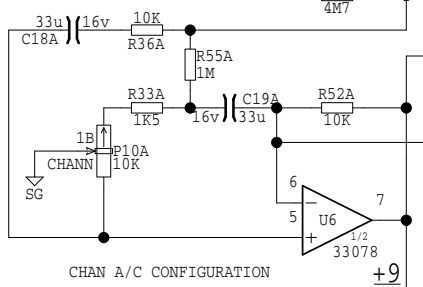 4M7
33u 16v 10K
C18A R36A
R55A
1M
R33A C19A R52A
1K5 16v 33u 10K
1B P10A
CHANN 10K
SG
6
5 U6 7
1/2
33078
CHAN A/C CONFIGURATION +9